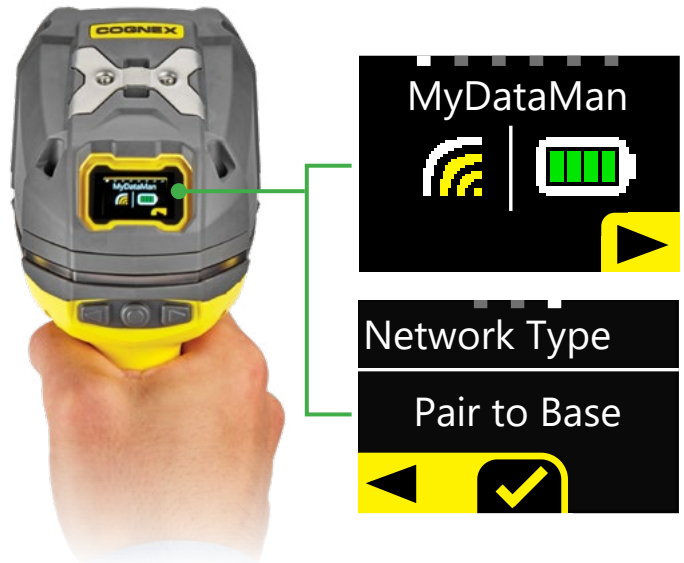 COGNEX
MyDataMan
MyDataMan
Network Type
Pair to Base